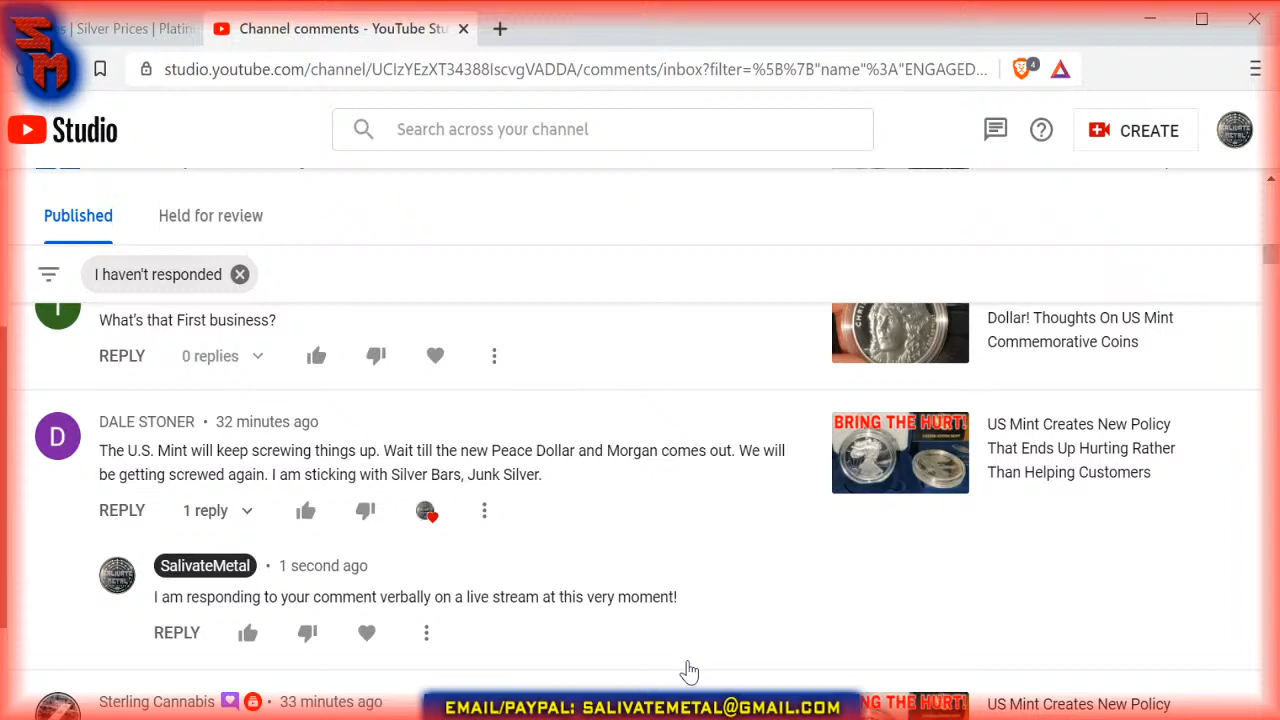 SM
s | Silver Prices | Platin
Channel comments - YouTube Stu
studio.youtube.com/channel/UCIzYEzXT34388IscvgVADDA/comments/inbox?filter=%5B%7B"name"%3A"ENGAGED...
4
Studio
Search across your channel
CREATE
Published
Held for review
I haven't responded
What's that First business?
REPLY
0 replies
Dollar! Thoughts On US Mint
Commemorative Coins
D
DALE STONER • 32 minutes ago
The U.S. Mint will keep screwing things up. Wait till the new Peace Dollar and Morgan comes out. We will
be getting screwed again. I am sticking with Silver Bars, Junk Silver.
REPLY
1 reply
BRING THE HURT!
US Mint Creates New Policy
That Ends Up Hurting Rather
Than Helping Customers
SalivateMetal • 1 second ago
I am responding to your comment verbally on a live stream at this very moment!
REPLY
Sterling Cannabis • 33 minutes ago
BRING THE HURT!
US Mint Creates New Policy
EMAIL/PAYPAL: SALIVATEMETAL@GMAIL.COM